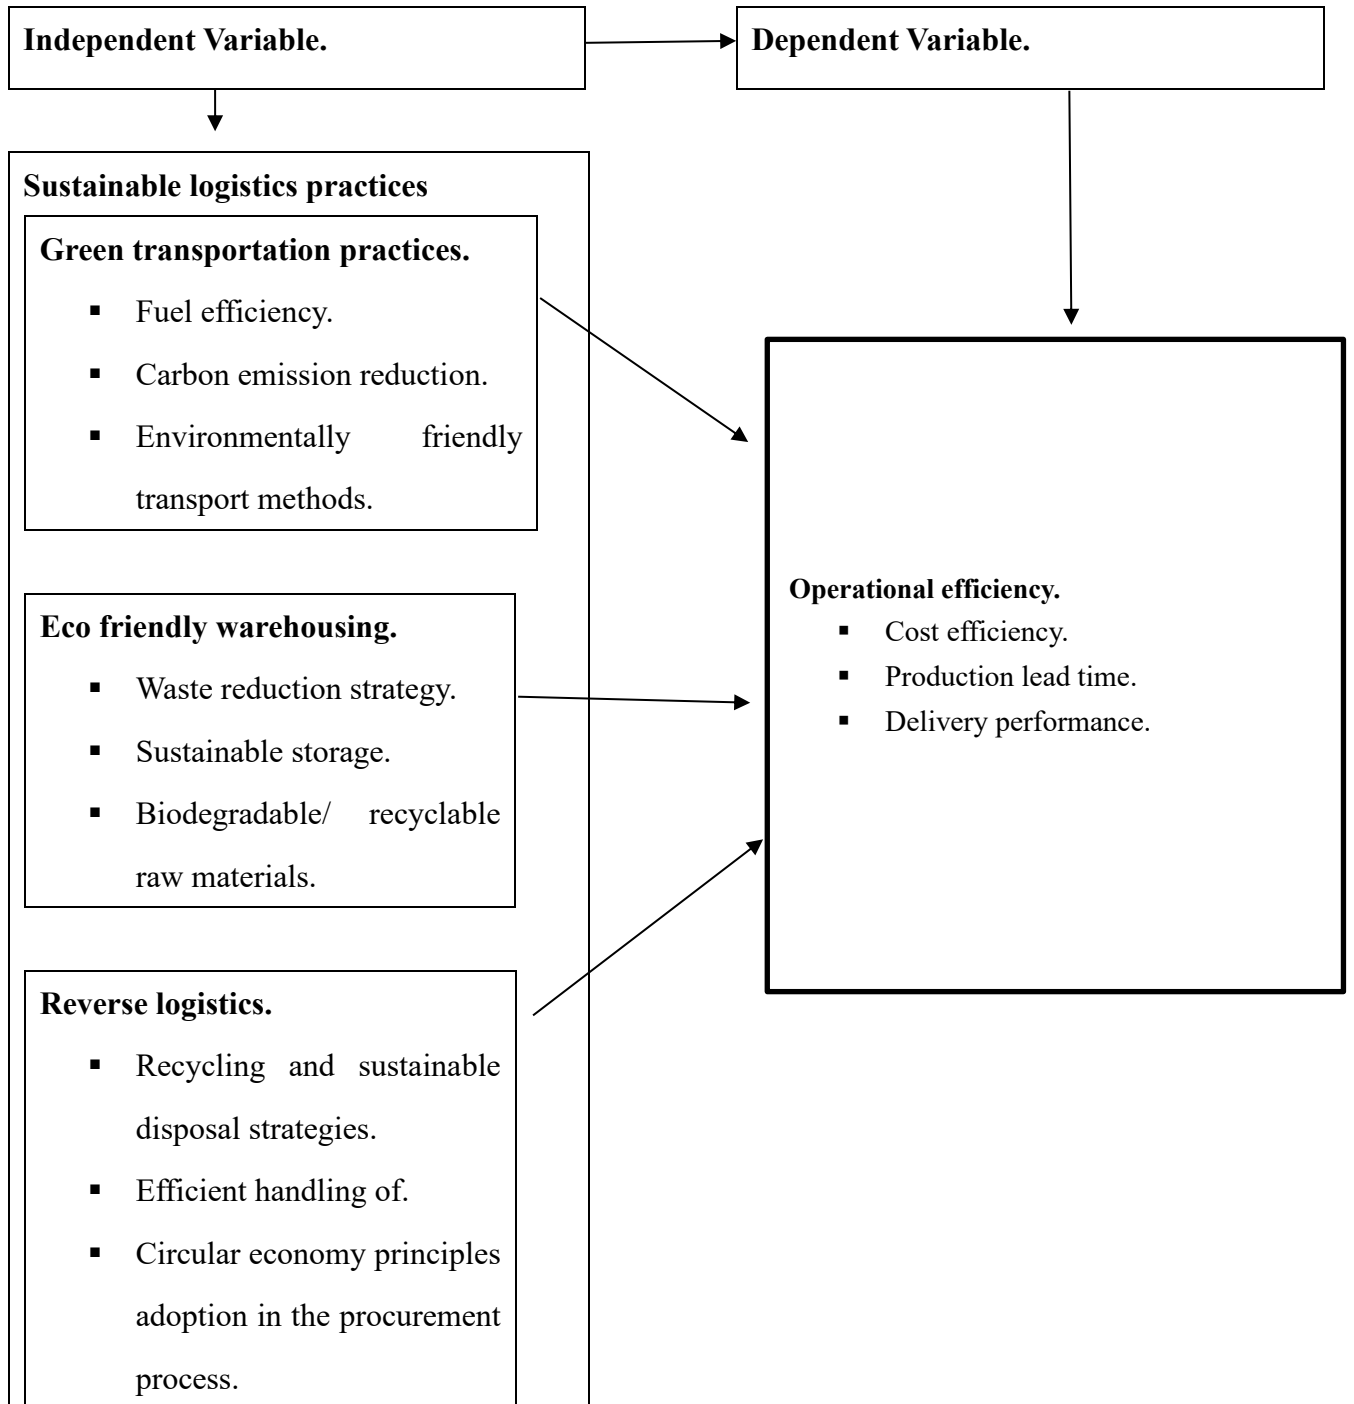 Independent Variable.
Dependent Variable.
Sustainable logistics practices
Green transportation practices.
▪ Fuel efficiency.
▪ Carbon emission reduction.
▪ Environmentally friendly
transport methods.
Eco friendly warehousing.
▪ Waste reduction strategy.
▪ Sustainable storage.
▪ Biodegradable/ recyclable
raw materials.
Reverse logistics.
▪ Recycling and sustainable
disposal strategies.
▪ Efficient handling of.
▪ Circular economy principles
adoption in the procurement
process.
Operational efficiency.
▪ Cost efficiency.
▪ Production lead time.
▪ Delivery performance.